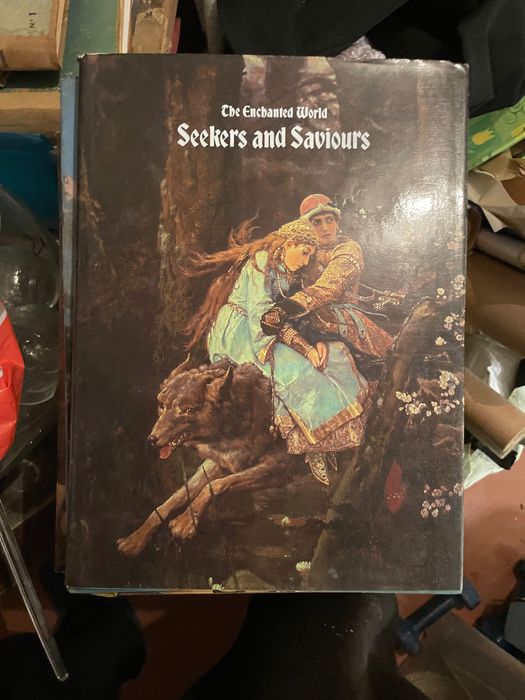 The Enchanted World
Seekers and Saviours